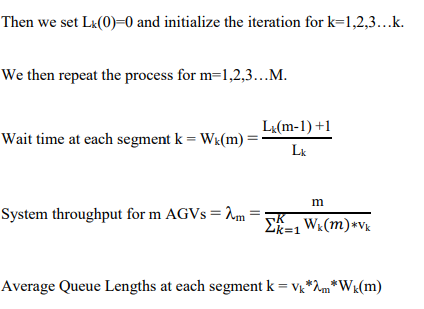 Then we set Lₖ(0)=0 and initialize the iteration for k=1,2,3…k.
We then repeat the process for m=1,2,3…M.
Wait time at each segment k = Wₖ(m) = (Lₖ(m-1) +1) / Lₖ
System throughput for m AGVs = λₘ = m / (Σᴷₖ₌₁ Wₖ(m)*vₖ)
Average Queue Lengths at each segment k = vₖ*λₘ*Wₖ(m)